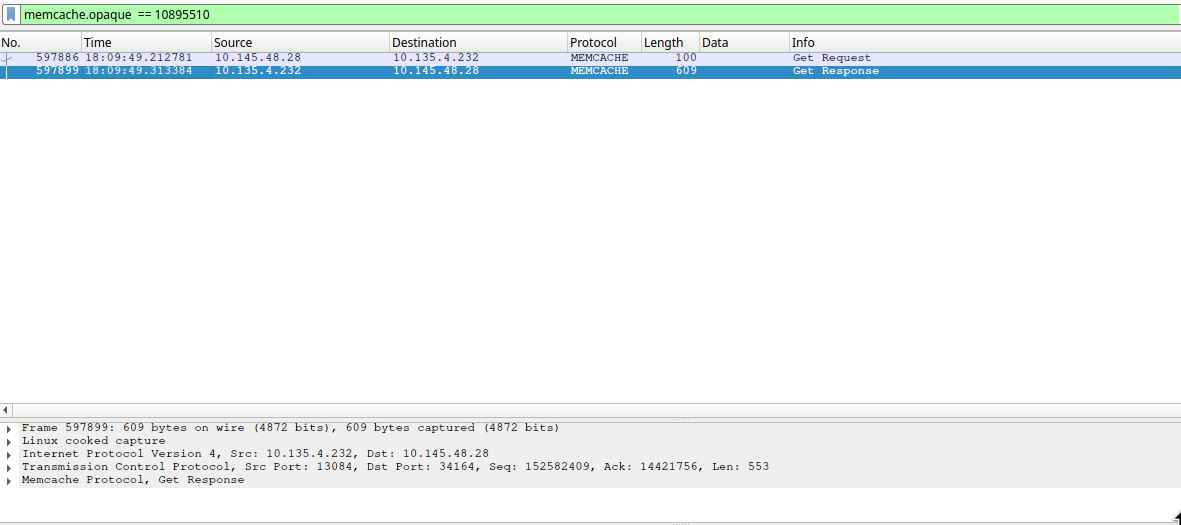 memcache.opaque == 10895510
No. Time Source Destination Protocol Length Data Info
597886 18:09:49.212781 10.145.48.28 10.135.4.232 MEMCACHE 100 Get Request
597899 18:09:49.313384 10.135.4.232 10.145.48.28 MEMCACHE 609 Get Response
Frame 597899: 609 bytes on wire (4872 bits), 609 bytes captured (4872 bits)
Linux cooked capture
Internet Protocol Version 4, Src: 10.135.4.232, Dst: 10.145.48.28
Transmission Control Protocol, Src Port: 13084, Dst Port: 34164, Seq: 152582409, Ack: 14421756, Len: 553
Memcache Protocol, Get Response